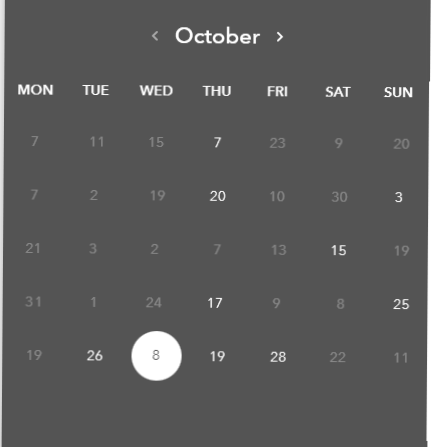 ‹ October ›
MON TUE WED THU FRI SAT SUN
7 11 15 7 23 9 20
7 2 19 20 10 30 3
21 3 2 7 13 15 19
31 1 24 17 9 8 25
19 26 8 19 28 22 11